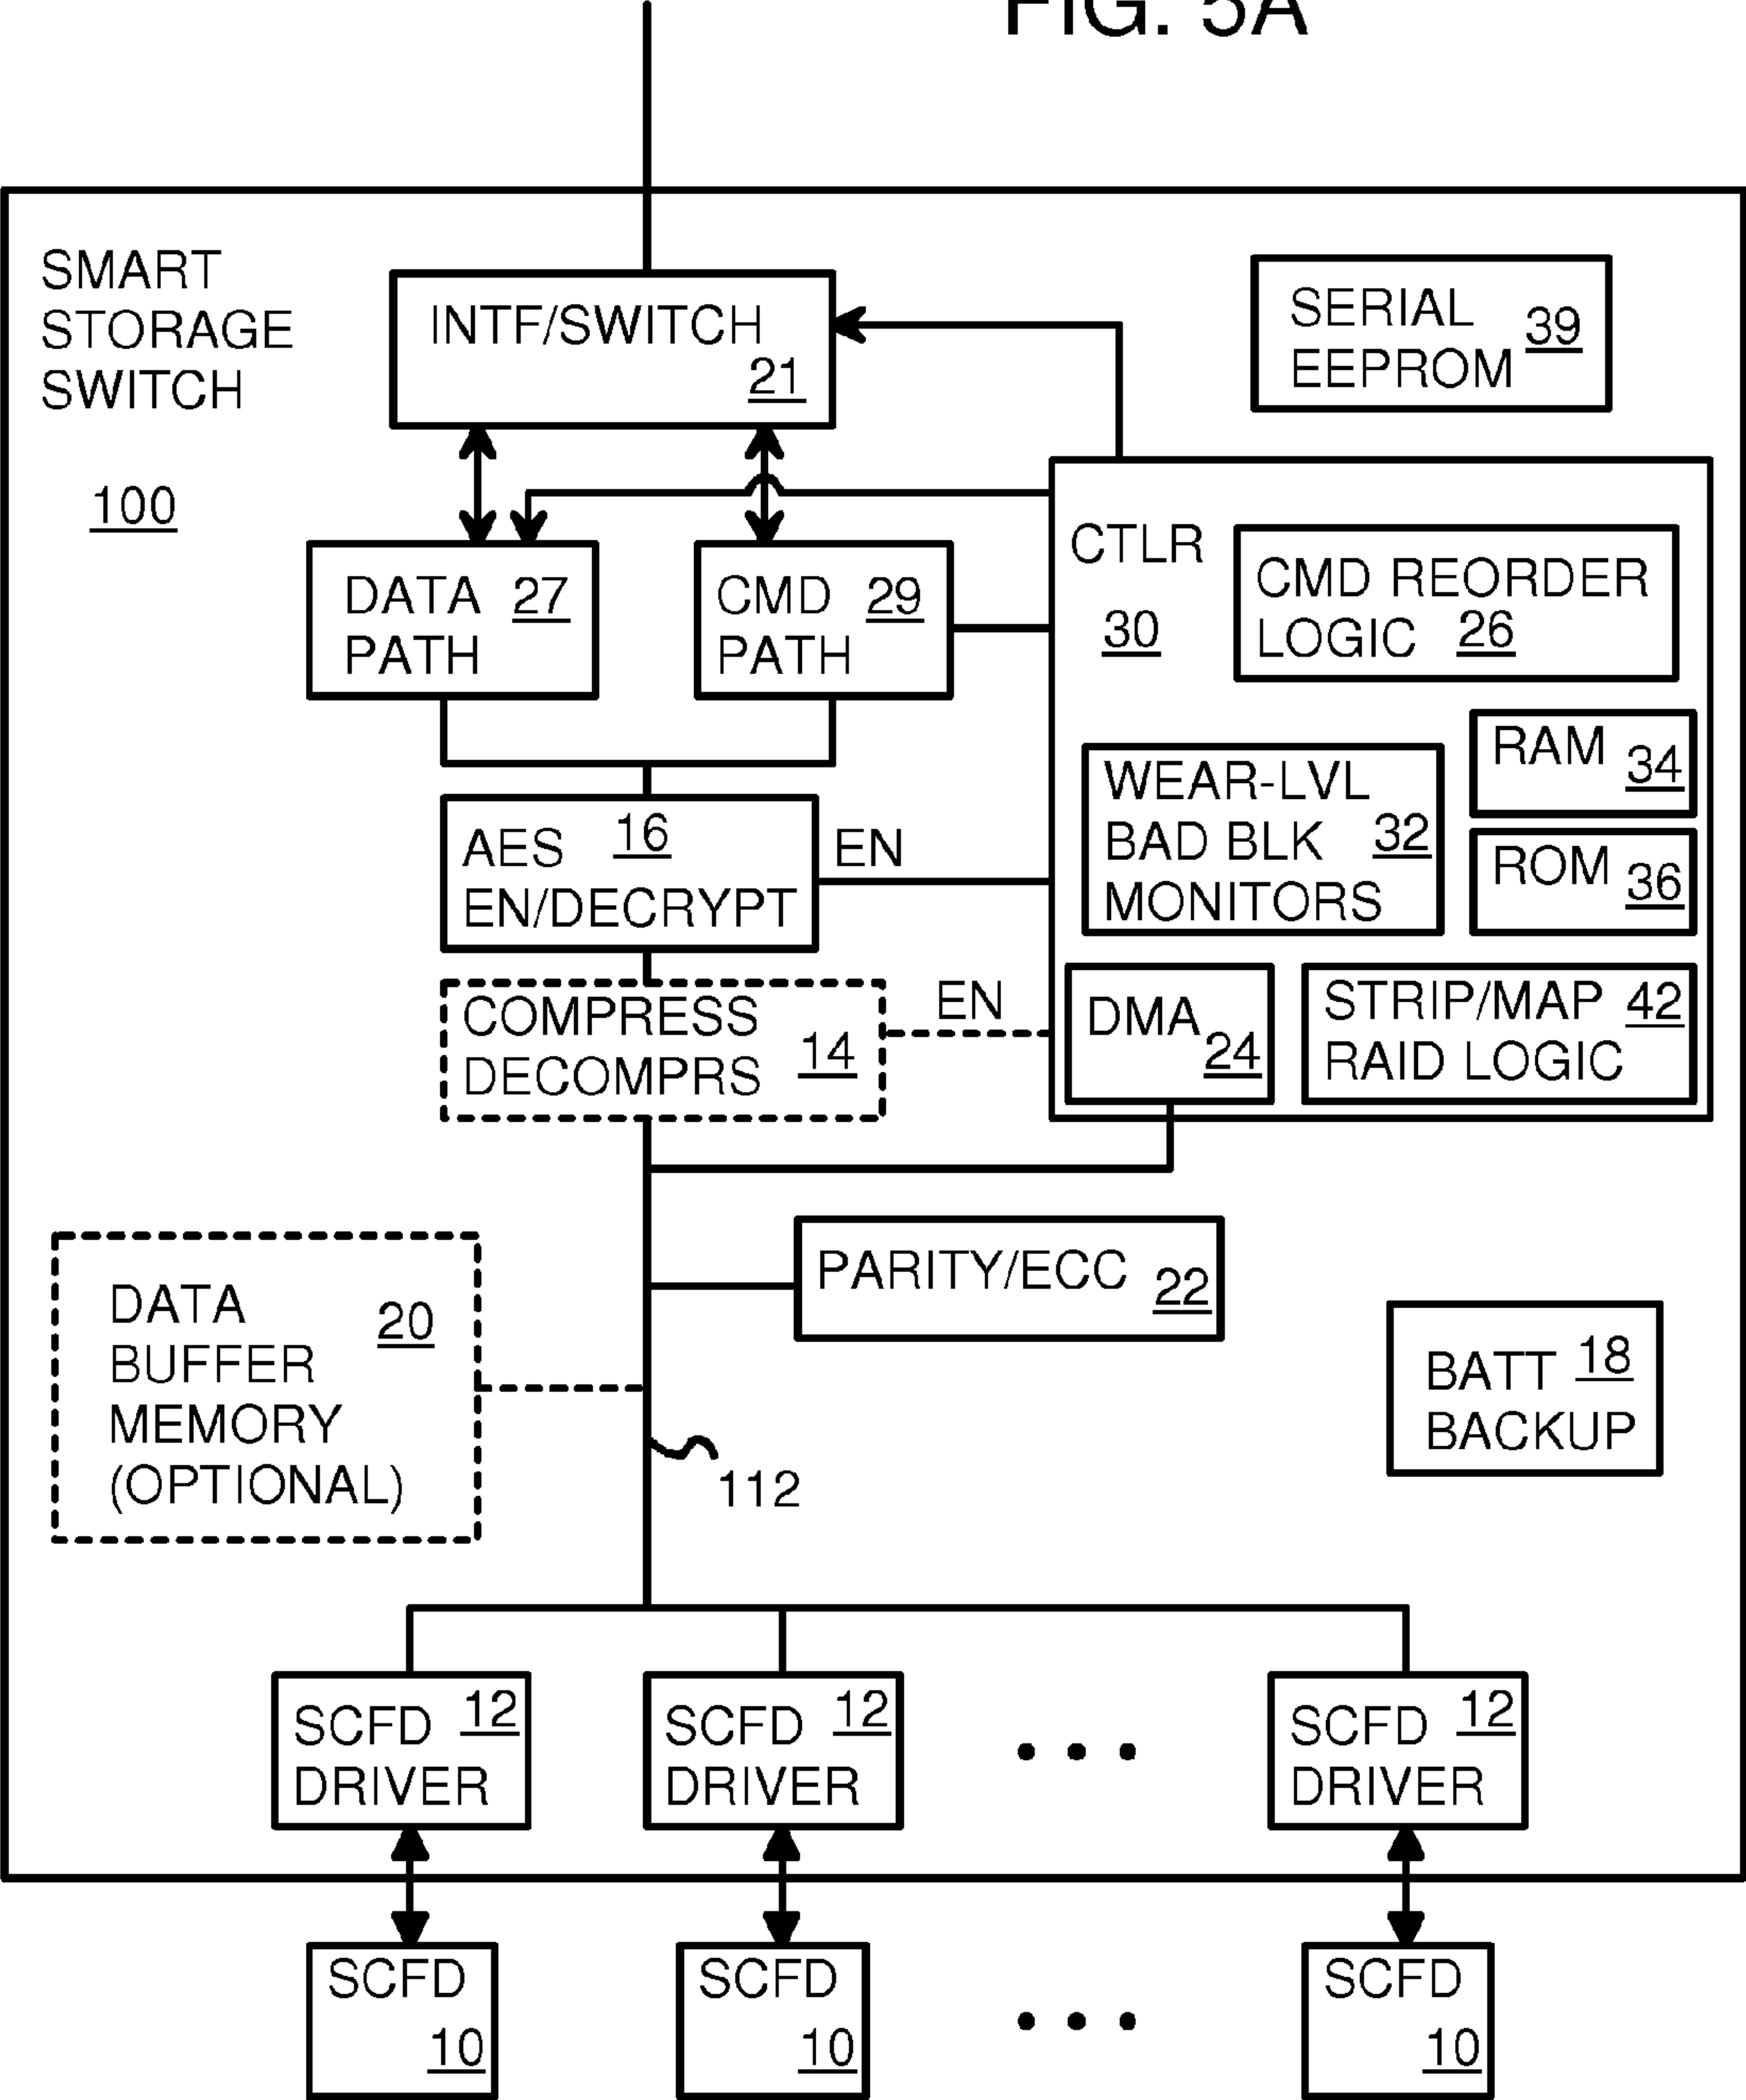 FIG. 5A
SMART
STORAGE
SWITCH
100
INTF/SWITCH
21
SERIAL
EEPROM 39
DATA 27
PATH
CMD 29
PATH
CTLR
30
CMD REORDER
LOGIC 26
RAM 34
WEAR-LVL
BAD BLK 32
MONITORS
ROM 36
AES 16
EN/DECRYPT
EN
COMPRESS
DECOMPRS 14
EN
DMA 24
STRIP/MAP 42
RAID LOGIC
PARITY/ECC 22
DATA 20
BUFFER
MEMORY
(OPTIONAL)
BATT 18
BACKUP
112
SCFD 12
DRIVER
SCFD 12
DRIVER
SCFD 12
DRIVER
SCFD
10
SCFD
10
SCFD
10